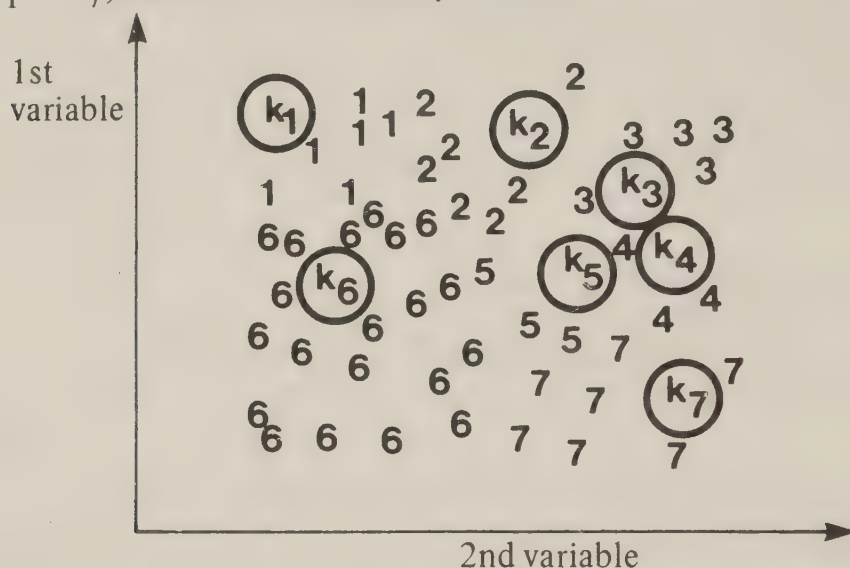 1st 2
1 2
variable k1 1 k2
1 3 3 3
1 2
2 3
1 1 2 3 k3
6 2 2
6 6 6 6 6 4 k4
k6 5 k5
6 6 6 4
6 6 5 4
6 6 5 7
6 6 7 7
7 k7
6 6
6 6 6 7
7 7
2nd variable